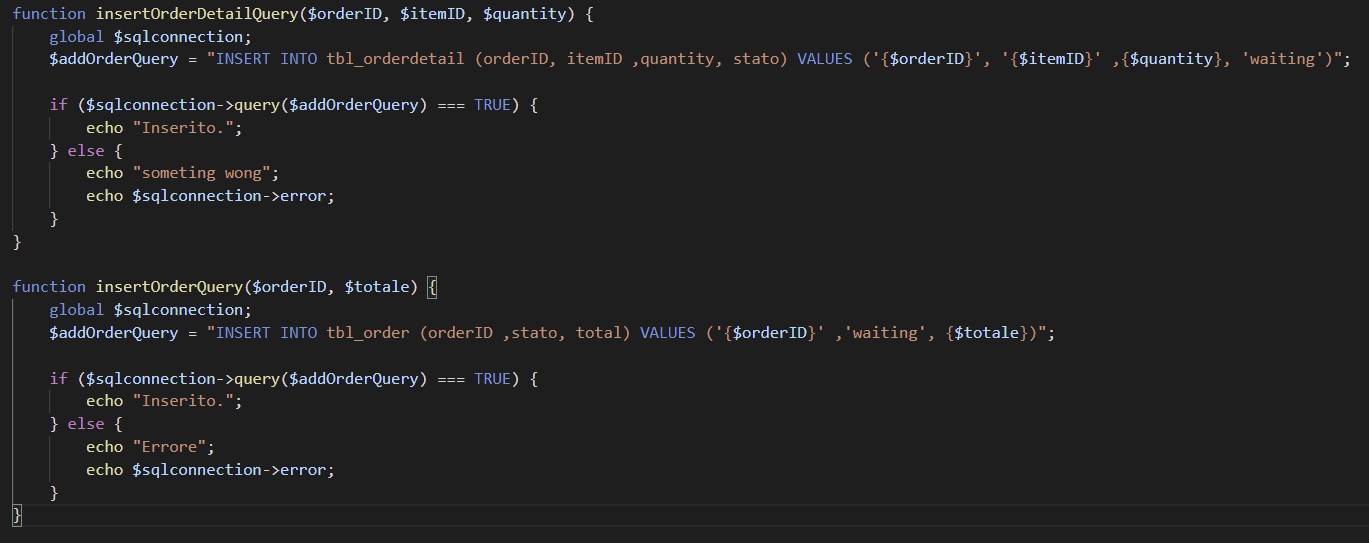 function insertOrderDetailQuery($orderID, $itemID, $quantity) {
    global $sqlconnection;
    $addOrderQuery = "INSERT INTO tbl_orderdetail (orderID, itemID ,quantity, stato) VALUES ('{$orderID}', '{$itemID}' ,{$quantity}, 'waiting')";
    if ($sqlconnection->query($addOrderQuery) === TRUE) {
        echo "Inserito.";
    } else {
        echo "someting wong";
        echo $sqlconnection->error;
    }
}
function insertOrderQuery($orderID, $totale) {
    global $sqlconnection;
    $addOrderQuery = "INSERT INTO tbl_order (orderID ,stato, total) VALUES ('{$orderID}' ,'waiting', {$totale})";
    if ($sqlconnection->query($addOrderQuery) === TRUE) {
        echo "Inserito.";
    } else {
        echo "Errore";
        echo $sqlconnection->error;
    }
}